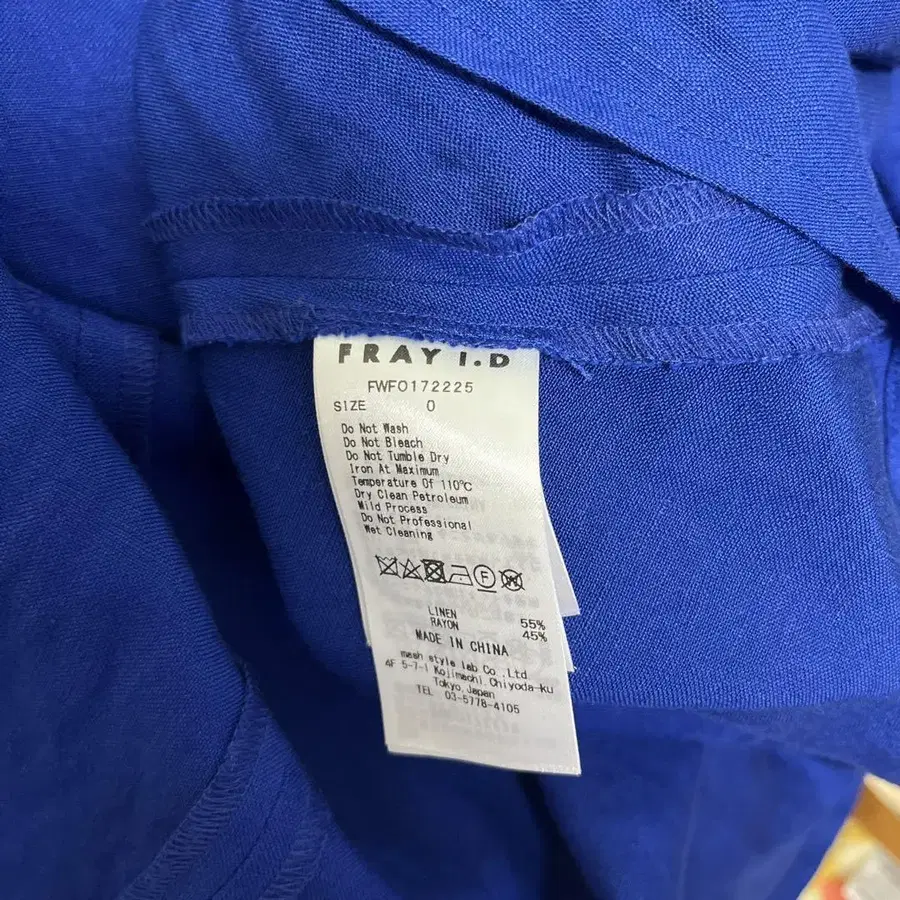 FRAY I.D
FWFO172225
SIZE 0
Do Not Wash
Do Not Bleach
Do Not Tumble Dry
Iron At Maximum
Temperature Of 110℃
Dry Clean Petroleum
Mild Process
Do Not Professional
Wet Cleaning
F
W
LINEN 55%
RAYON 45%
MADE IN CHINA
mash style lab Co.,Ltd
4F 5-7-1 Kojimachi,Chiyoda-ku
Tokyo,Japan
TEL 03-5778-4105